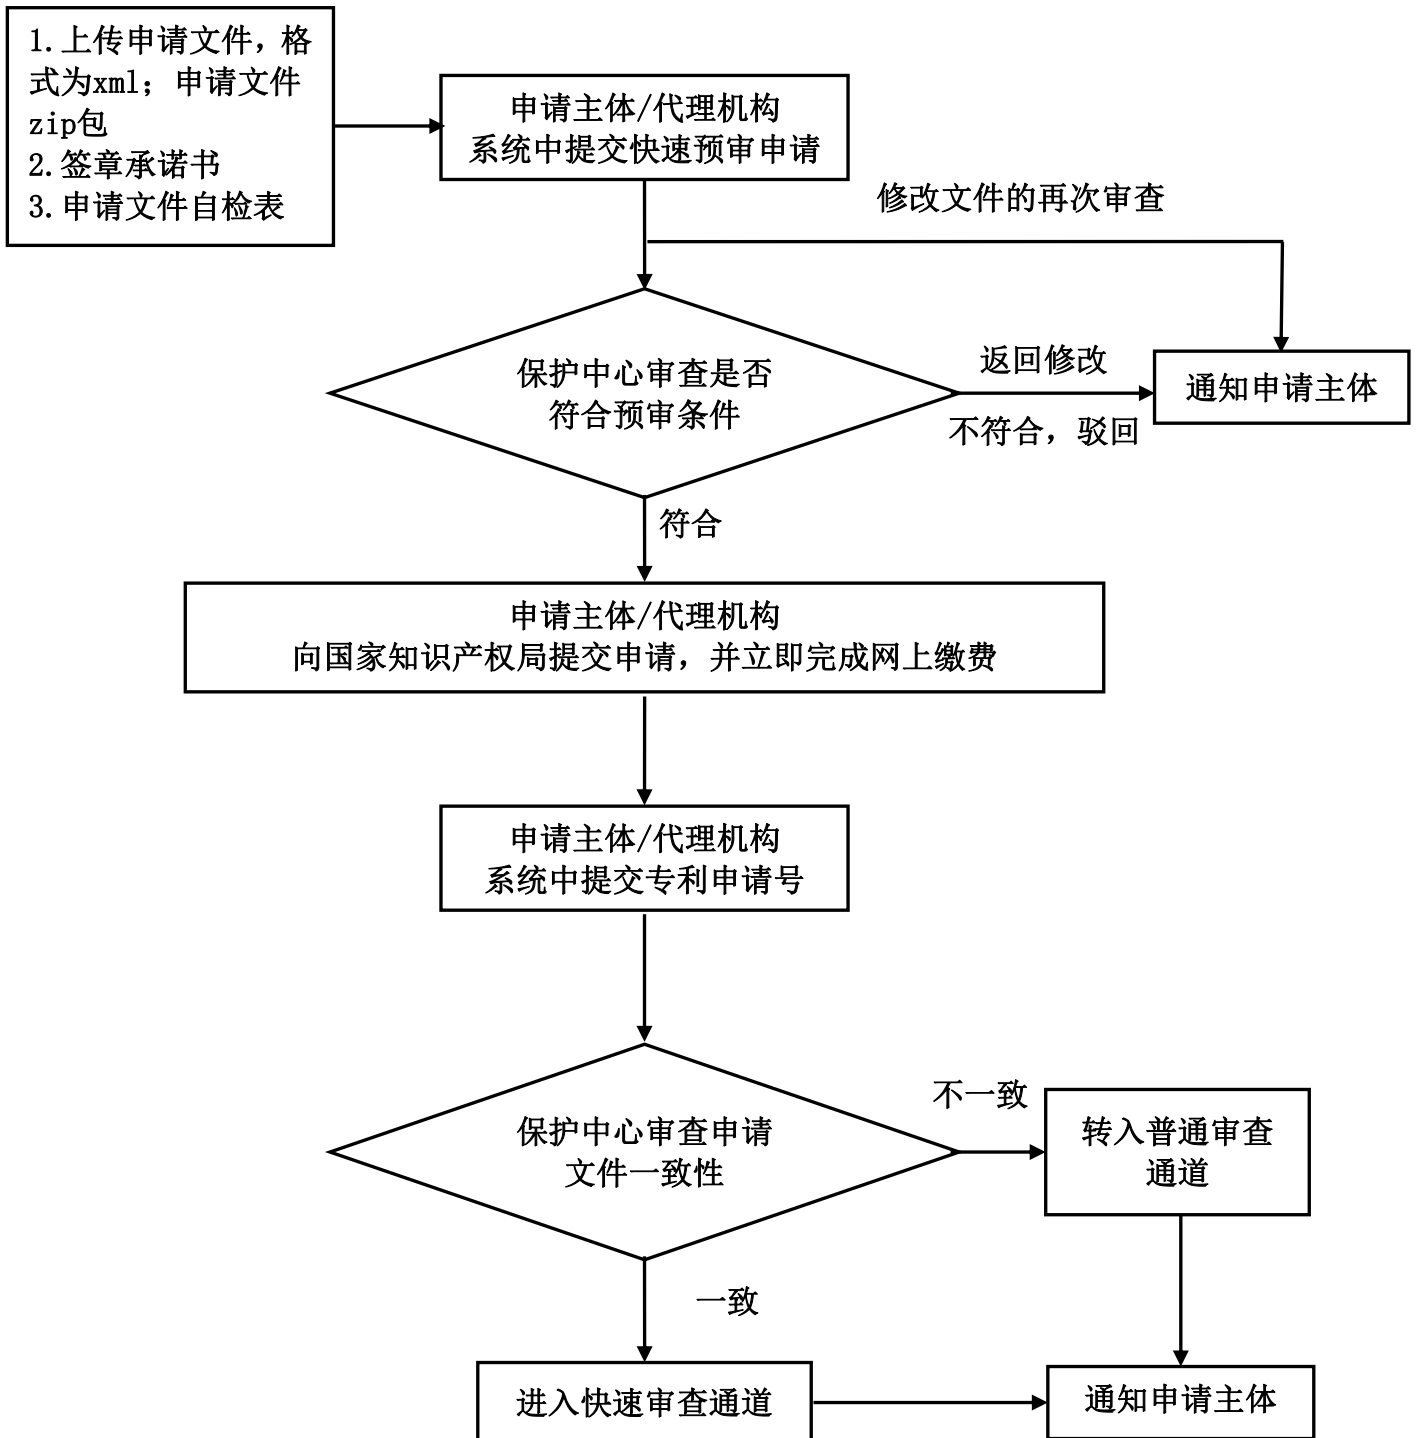 1.上传申请文件，格
式为xml；申请文件
zip包
2.签章承诺书
3.申请文件自检表
申请主体/代理机构
系统中提交快速预审申请
修改文件的再次审查
保护中心审查是否
符合预审条件
返回修改
不符合，驳回
通知申请主体
符合
申请主体/代理机构
向国家知识产权局提交申请，并立即完成网上缴费
申请主体/代理机构
系统中提交专利申请号
保护中心审查申请
文件一致性
不一致
转入普通审查
通道
一致
进入快速审查通道
通知申请主体